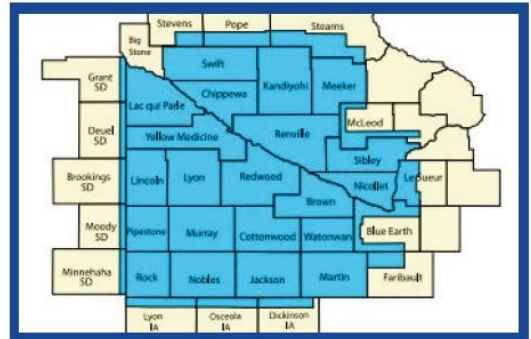 Stevens
Pope
Stearns
Big
Stone
Swift
Grant
SD
Kandiyohi
Meeker
Chippewa
Lac qui Parle
McLeod
Deuel
SD
Renville
Yellow Medicine
Sibley
Brookings
SD
Lincoln
Lyon
Redwood
Nicollet
Le Sueur
Brown
Moody
SD
Pipestone
Murray
Cottonwood
Watonwan
Blue Earth
Minnehaha
SD
Rock
Nobles
Jackson
Martin
Faribault
Lyon
IA
Osceola
IA
Dickinson
IA